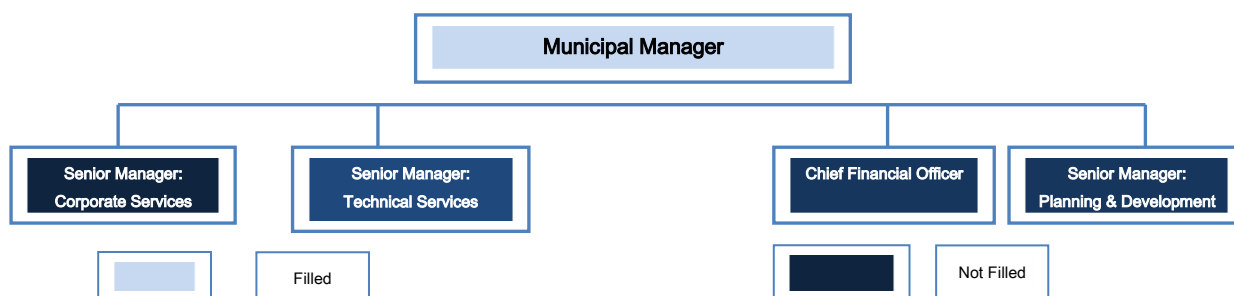 Municipal Manager
Senior Manager:
Corporate Services
Senior Manager:
Technical Services
Chief Financial Officer
Senior Manager:
Planning & Development
Filled
Not Filled